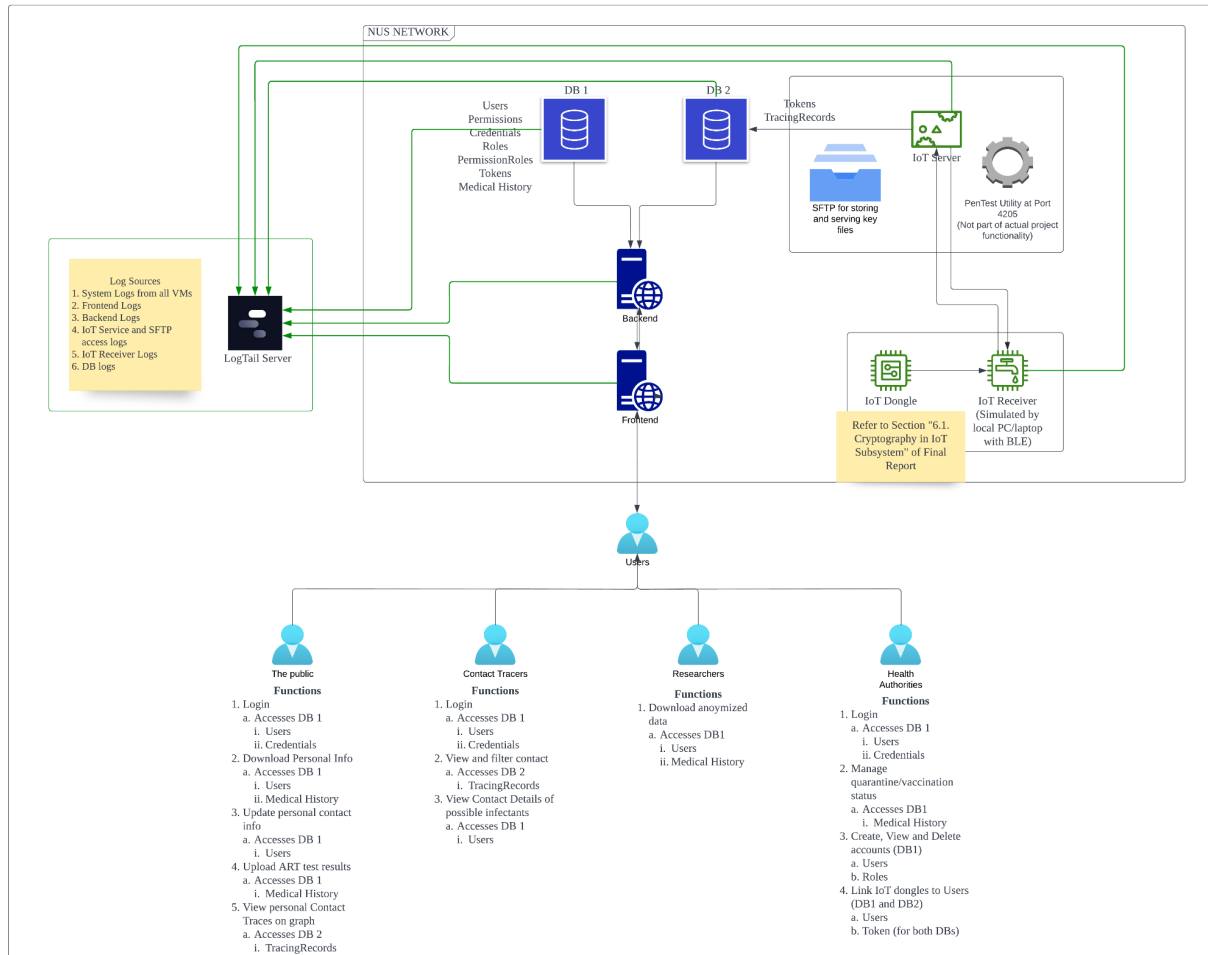 NUS NETWORK
DB 1
DB 2
Users
Permissions
Credentials
Roles
PermissionRoles
Tokens
Medical History
Tokens
TracingRecords
IoT Server
SFTP for storing
and serving key
files
PenTest Utility at Port
4205
(Not part of actual project
functionality)
Log Sources
1. System Logs from all VMs
2. Frontend Logs
3. Backend Logs
4. IoT Service and SFTP
access logs
5. IoT Receiver Logs
6. DB logs
LogTail Server
Backend
Frontend
IoT Dongle
IoT Receiver
(Simulated by
local PC/laptop
with BLE)
Refer to Section "6.1.
Cryptography in IoT
Subsystem" of Final
Report
Users
The public
Functions
1. Login
a. Accesses DB 1
i. Users
ii. Credentials
2. Download Personal Info
a. Accesses DB 1
i. Users
ii. Medical History
3. Update personal contact
info
a. Accesses DB 1
i. Users
4. Upload ART test results
a. Accesses DB 1
i. Medical History
5. View personal Contact
Traces on graph
a. Accesses DB 2
i. TracingRecords
Contact Tracers
Functions
1. Login
a. Accesses DB 1
i. Users
ii. Credentials
2. View and filter contact
a. Accesses DB 2
i. TracingRecords
3. View Contact Details of
possible infectants
a. Accesses DB 1
i. Users
Researchers
Functions
1. Download anoymized
data
a. Accesses DB1
i. Users
ii. Medical History
Health
Authorities
Functions
1. Login
a. Accesses DB 1
i. Users
ii. Credentials
2. Manage
quarantine/vaccination
status
a. Accesses DB1
i. Medical History
3. Create, View and Delete
accounts (DB1)
a. Users
b. Roles
4. Link IoT dongles to Users
(DB1 and DB2)
a. Users
b. Token (for both DBs)